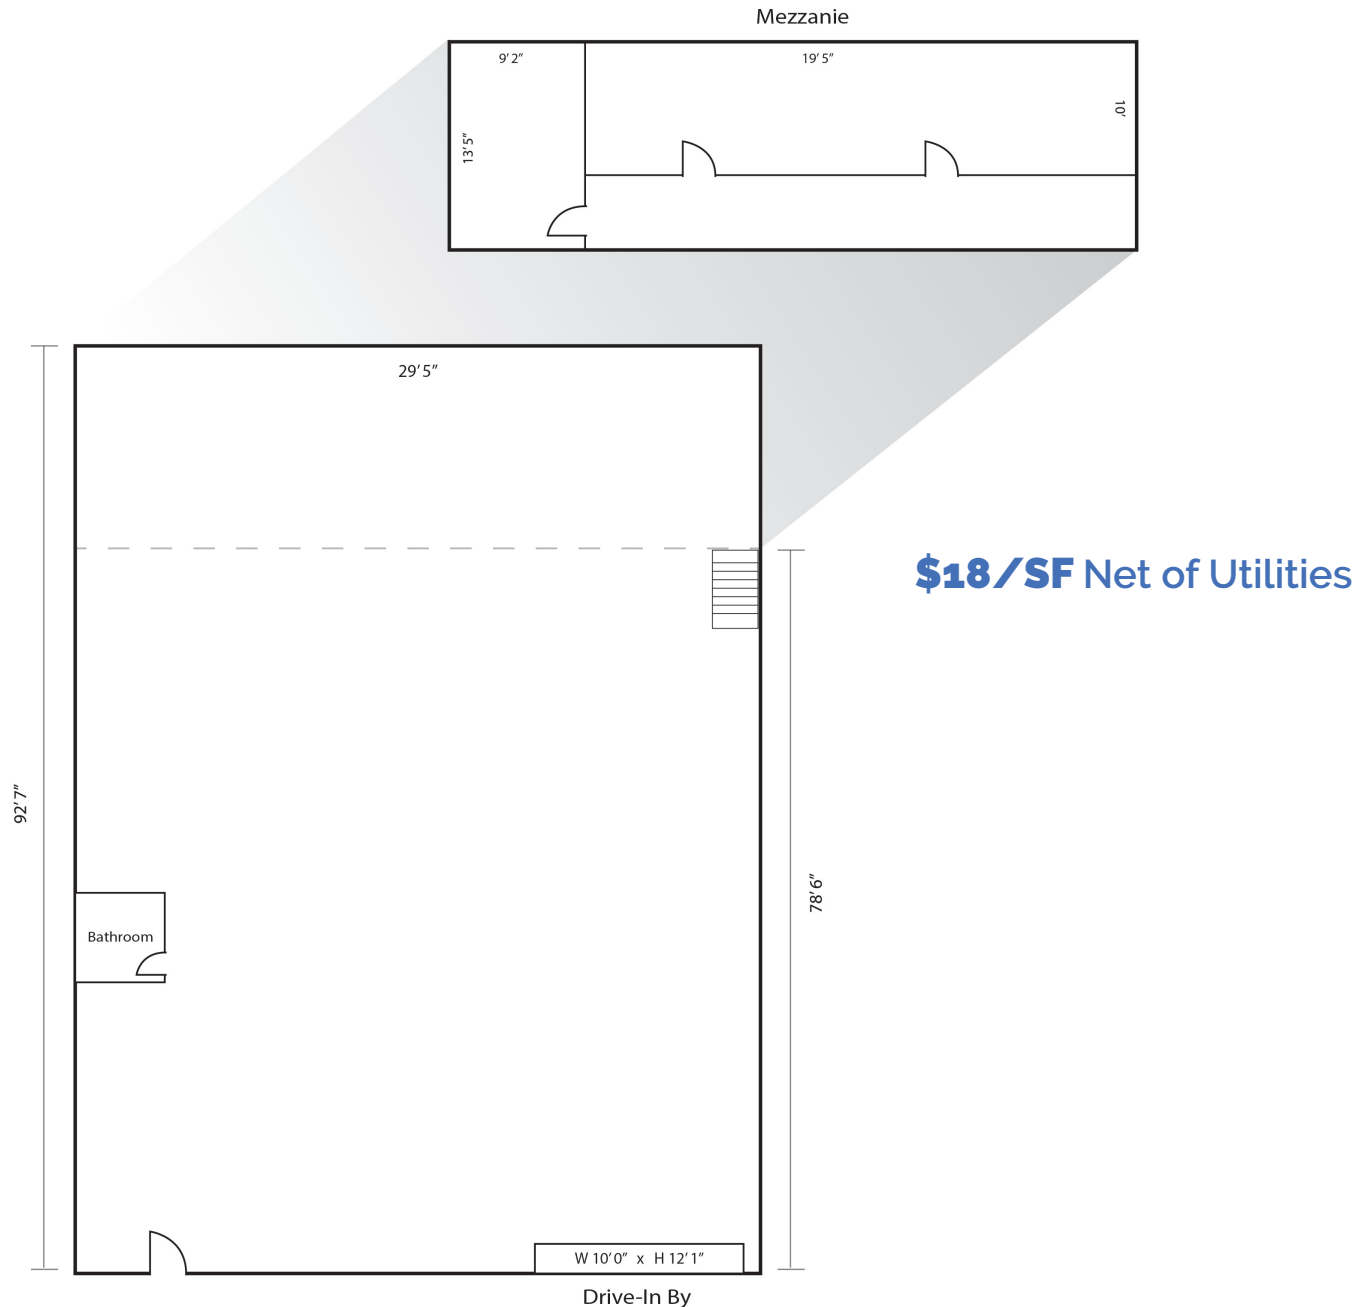 Mezzanie
9’ 2”
19’ 5”
10’
13’ 5”
29’ 5”
$18/SF Net of Utilities
92’ 7”
78’ 6”
Bathroom
W 10’ 0” x H 12’ 1”
Drive-In By